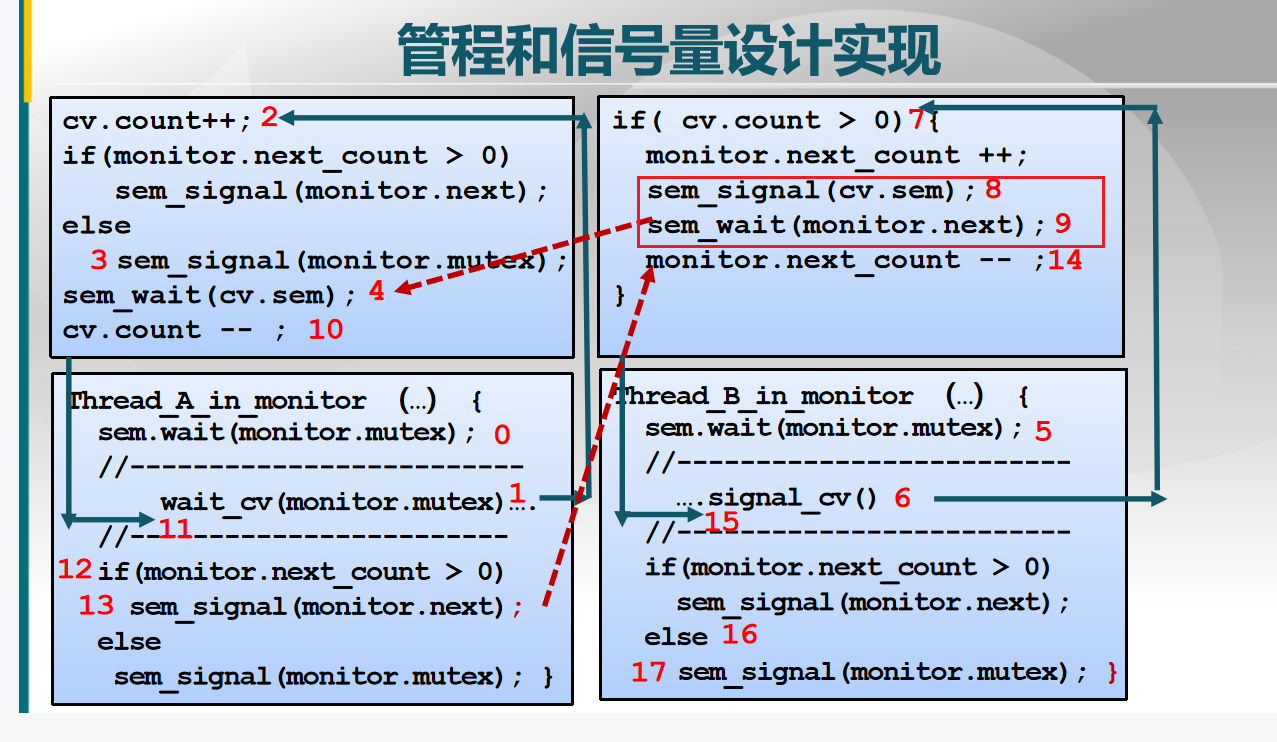 管程和信号量设计实现
cv.count++; 2
if(monitor.next_count > 0)
sem_signal(monitor.next);
else
3 sem_signal(monitor.mutex);
sem_wait(cv.sem); 4
cv.count -- ; 10
if( cv.count > 0)7{
monitor.next_count ++;
sem_signal(cv.sem); 8
sem_wait(monitor.next); 9
monitor.next_count -- ;14
}
Thread_A_in_monitor (…) {
sem.wait(monitor.mutex); 0
//-------------------------
wait_cv(monitor.mutex)1….
11
//------------------------
12 if(monitor.next_count > 0)
13 sem_signal(monitor.next);
else
sem_signal(monitor.mutex); }
Thread_B_in_monitor (…) {
sem.wait(monitor.mutex); 5
//-------------------------
….signal_cv() 6
15
//-------------------------
if(monitor.next_count > 0)
sem_signal(monitor.next);
else 16
17 sem_signal(monitor.mutex); }